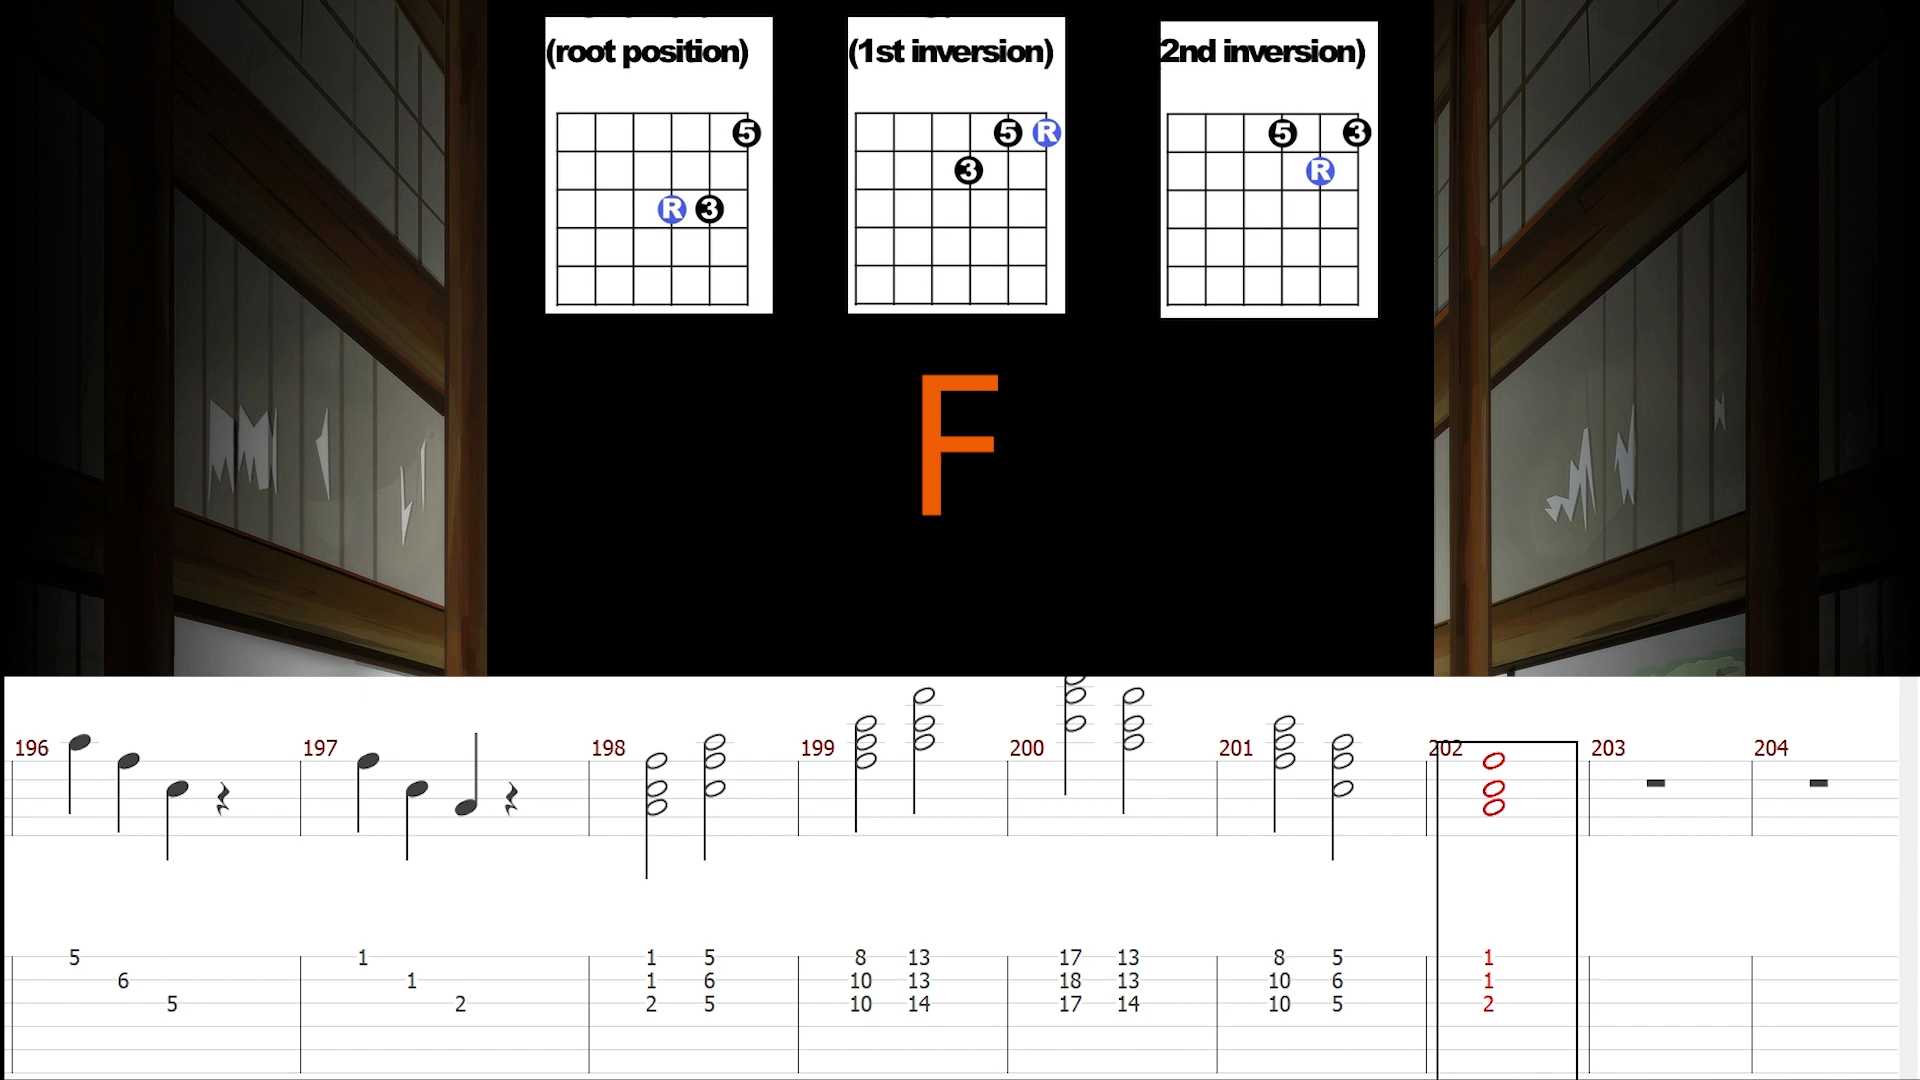 (root position) (1st inversion) 2nd inversion)
5 5 R 5 3
3 R
R 3
F
196 197 198 199 200 201 202 203 204
5 1 1 5 8 13 17 13 8 5 1
6 1 1 6 10 13 18 13 10 6 1
5 2 2 5 10 14 17 14 10 5 2